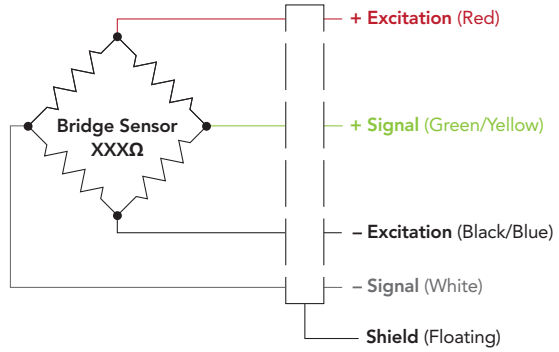 + Excitation (Red)
Bridge Sensor
XXXΩ
+ Signal (Green/Yellow)
– Excitation (Black/Blue)
– Signal (White)
Shield (Floating)